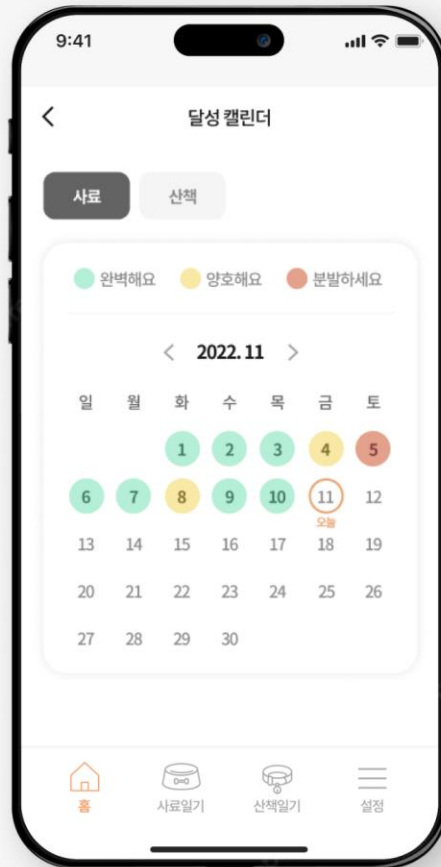 9:41
달성 캘린더
사료 산책
완벽해요 양호해요 분발하세요
< 2022. 11 >
일 월 화 수 목 금 토
1 2 3 4 5
6 7 8 9 10 11 12
오늘
13 14 15 16 17 18 19
20 21 22 23 24 25 26
27 28 29 30
홈 사료일기 산책일기 설정